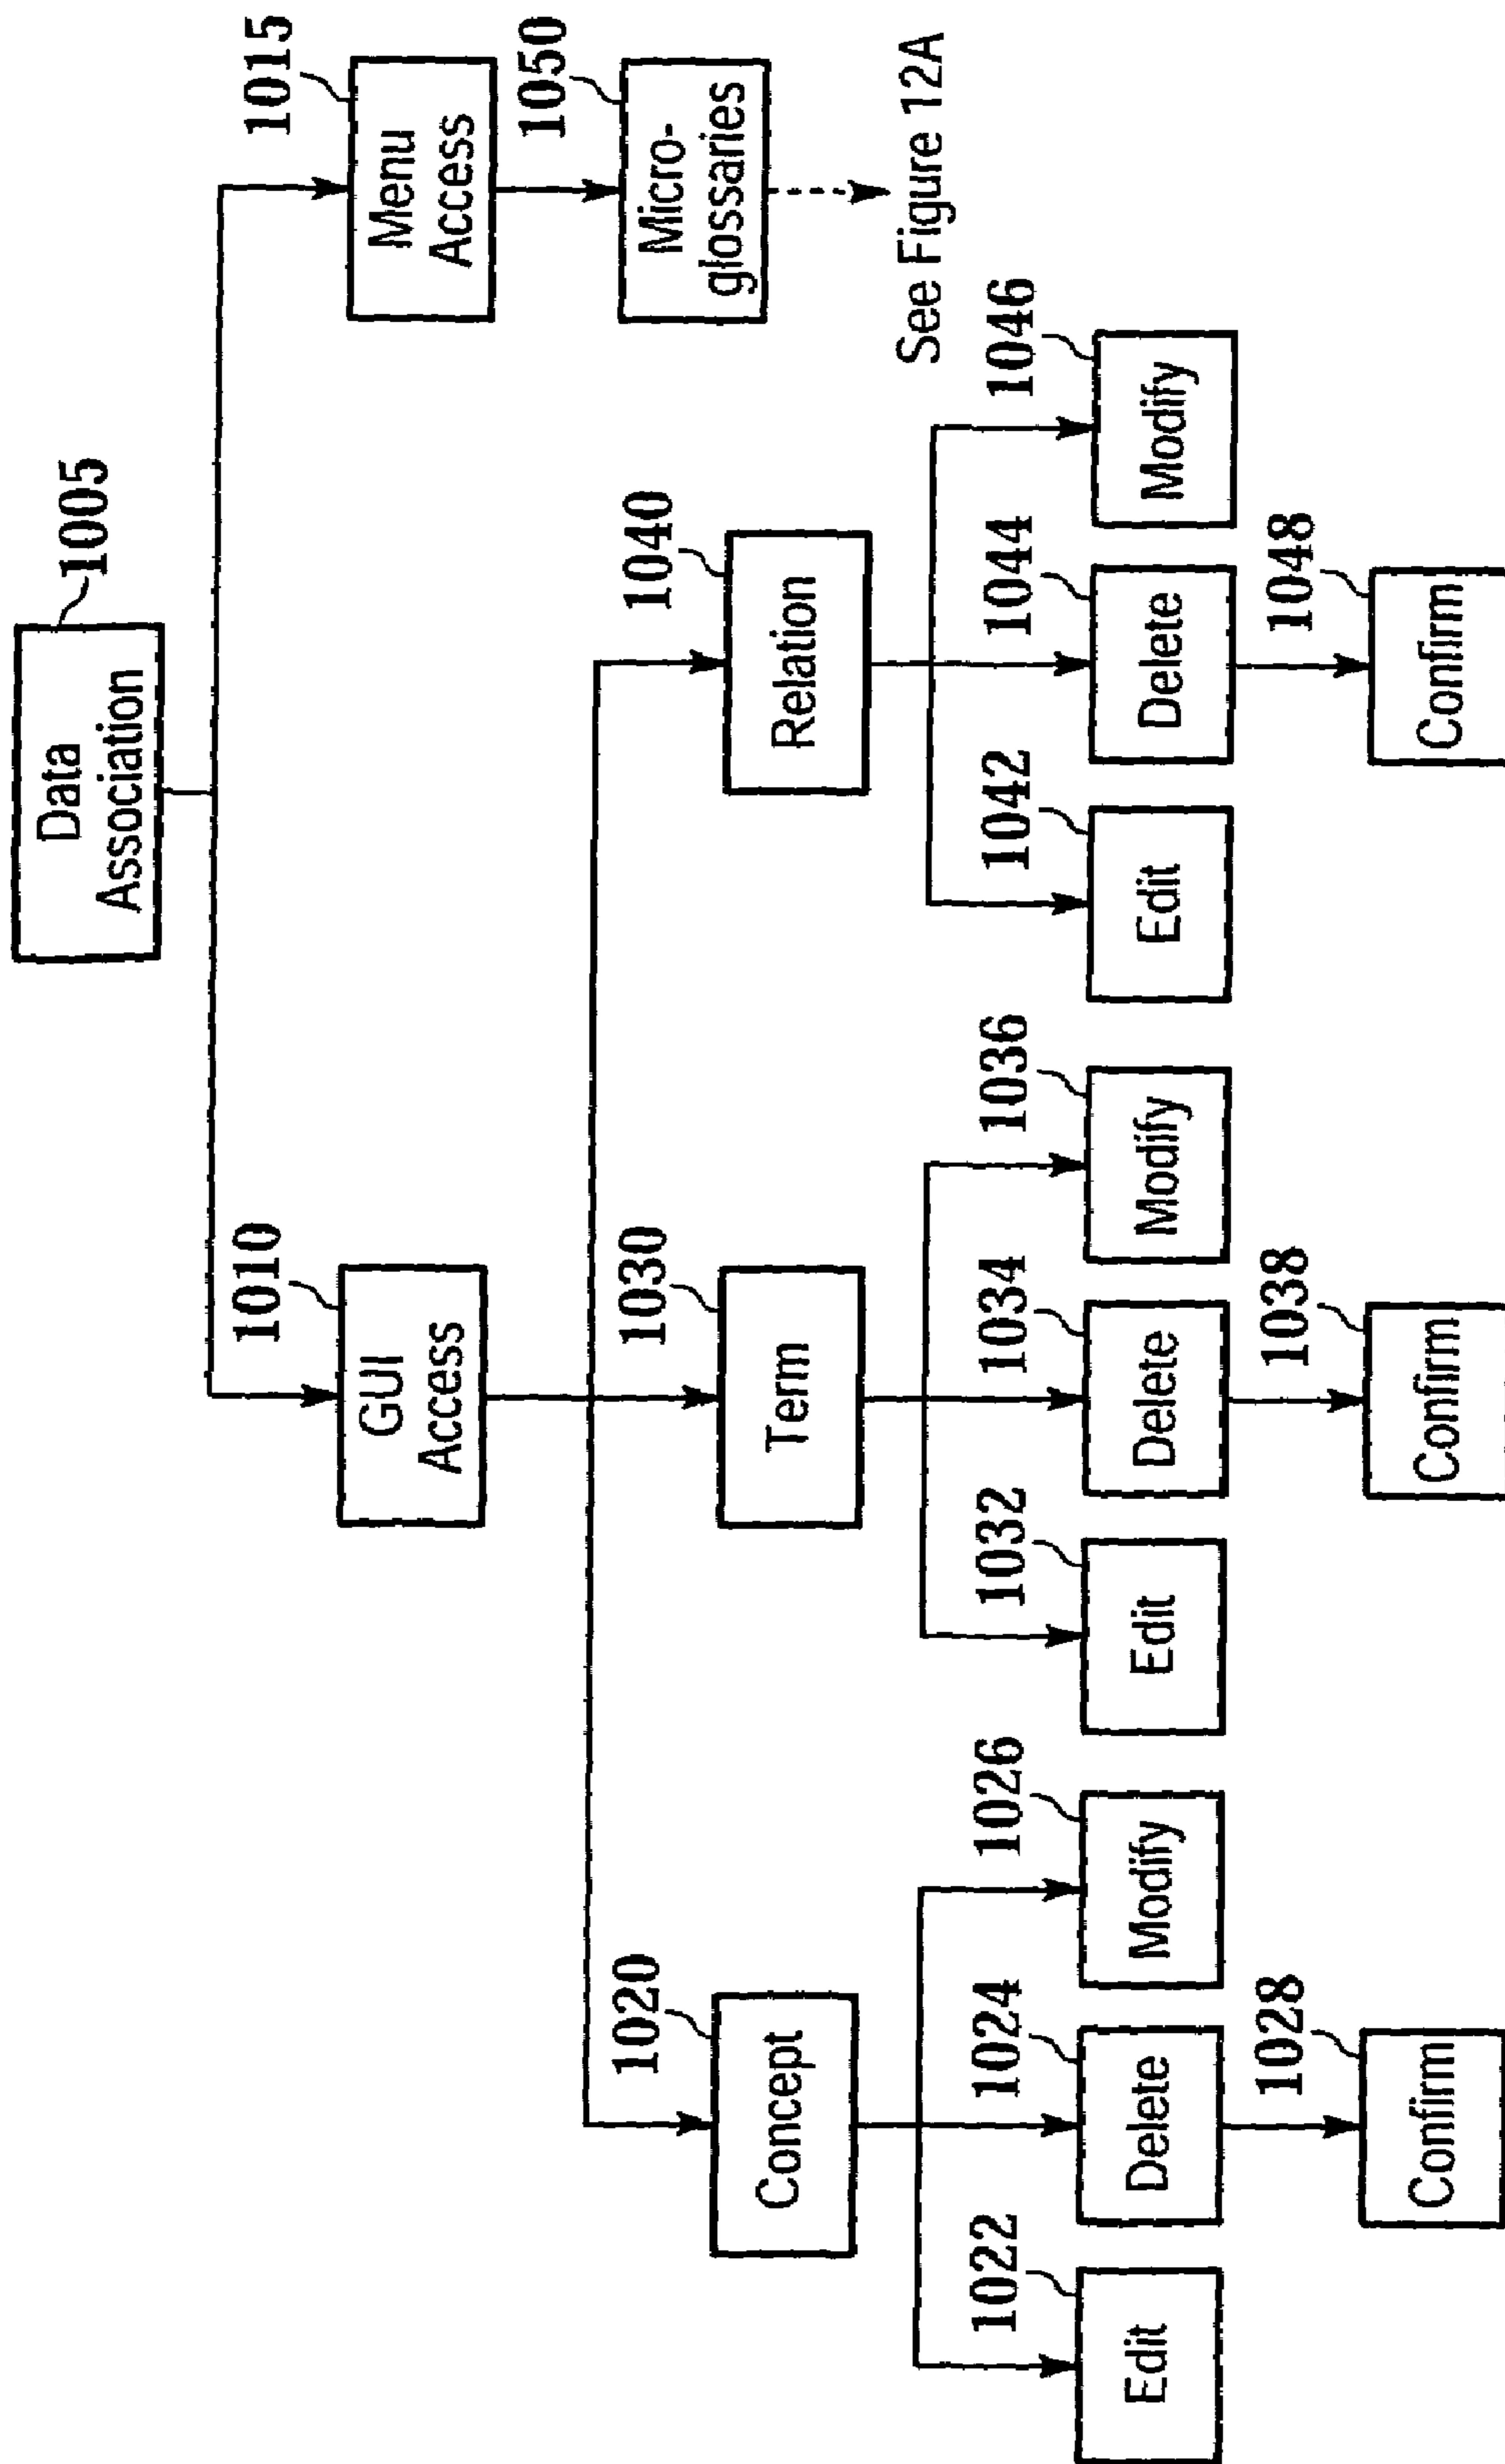 Data
Association
1005
1010
GUI
Access
1015
Menu
Access
1050
Micro-
glossaries
See Figure 12A
1020
Concept
1030
Term
1040
Relation
1022
Edit
1024
Delete
1026
Modify
1028
Confirm
1032
Edit
1034
Delete
1036
Modify
1038
Confirm
1042
Edit
1044
Delete
1046
Modify
1048
Confirm